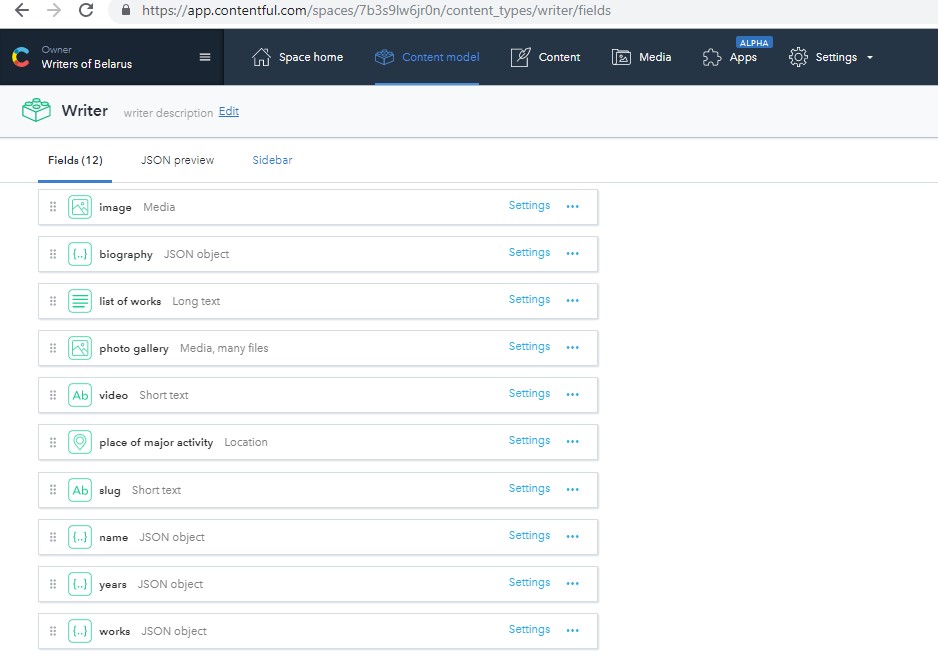 https://app.contentful.com/spaces/7b3s9lw6jr0n/content_types/writer/fields
Owner
Writers of Belarus
Space home
Content model
Content
Media
ALPHA
Apps
Settings
Writer writer description Edit
Fields (12) JSON preview Sidebar
image Media Settings
{..} biography JSON object Settings
list of works Long text Settings
photo gallery Media, many files Settings
Ab video Short text Settings
place of major activity Location Settings
Ab slug Short text Settings
{..} name JSON object Settings
{..} years JSON object Settings
{..} works JSON object Settings